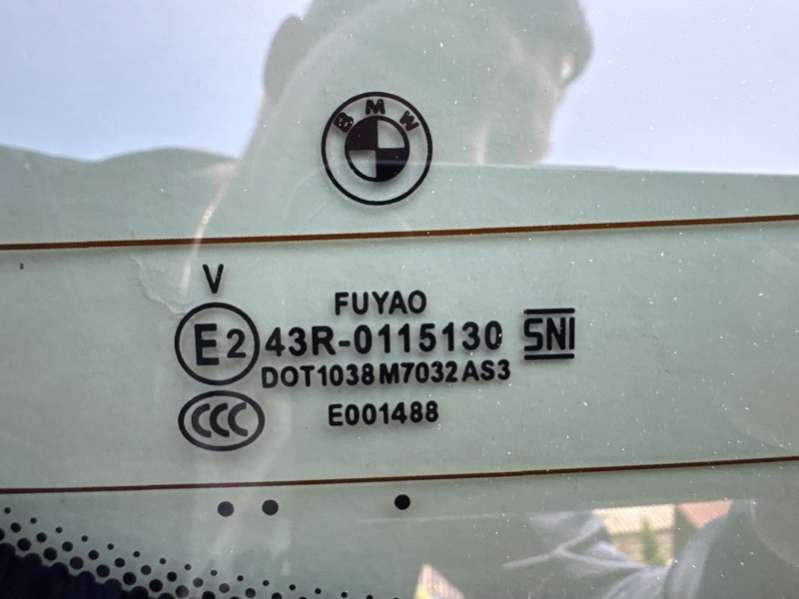 BMW
V
FUYAO
E2 43R-0115130 SNI
DOT1038 M7032 AS3
CCC E001488